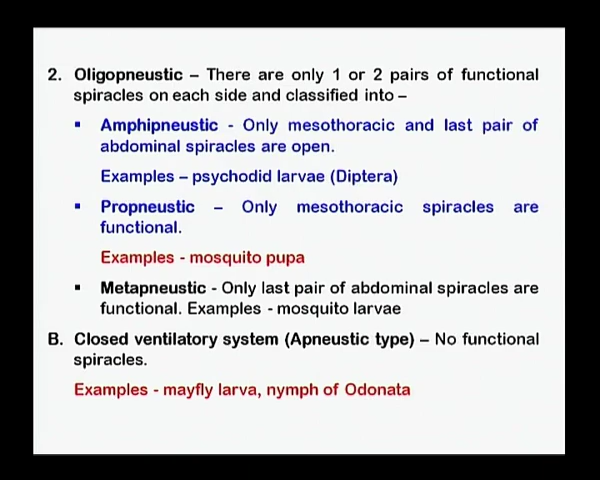 2. Oligopneustic – There are only 1 or 2 pairs of functional
spiracles on each side and classified into –
▪ Amphipneustic - Only mesothoracic and last pair of
abdominal spiracles are open.
Examples – psychodid larvae (Diptera)
▪ Propneustic – Only mesothoracic spiracles are
functional.
Examples - mosquito pupa
▪ Metapneustic - Only last pair of abdominal spiracles are
functional. Examples - mosquito larvae
B. Closed ventilatory system (Apneustic type) – No functional
spiracles.
Examples - mayfly larva, nymph of Odonata